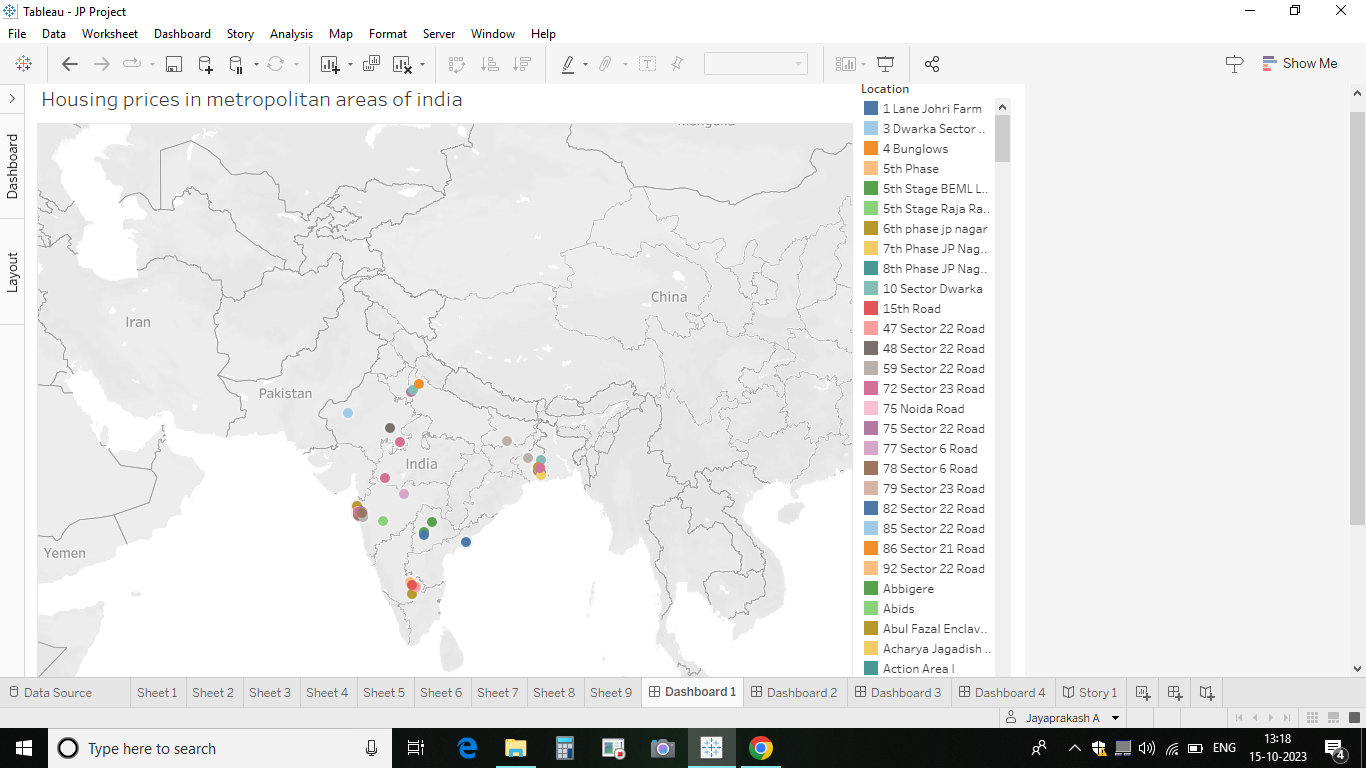 Tableau - JP Project
File Data Worksheet Dashboard Story Analysis Map Format Server Window Help
Show Me
Dashboard
Layout
Housing prices in metropolitan areas of india
Iran
Pakistan
India
China
Yemen
Location
1 Lane Johri Farm
3 Dwarka Sector ..
4 Bunglows
5th Phase
5th Stage BEML L..
5th Stage Raja Ra..
6th phase jp nagar
7th Phase JP Nag..
8th Phase JP Nag..
10 Sector Dwarka
15th Road
47 Sector 22 Road
48 Sector 22 Road
59 Sector 22 Road
72 Sector 23 Road
75 Noida Road
75 Sector 22 Road
77 Sector 6 Road
78 Sector 6 Road
79 Sector 23 Road
82 Sector 22 Road
85 Sector 22 Road
86 Sector 21 Road
92 Sector 22 Road
Abbigere
Abids
Abul Fazal Enclav..
Acharya Jagadish ..
Action Area I
Data Source Sheet 1 Sheet 2 Sheet 3 Sheet 4 Sheet 5 Sheet 6 Sheet 7 Sheet 8 Sheet 9 Dashboard 1 Dashboard 2 Dashboard 3 Dashboard 4 Story 1
Jayaprakash A
Type here to search
ENG
13:18
15-10-2023
4